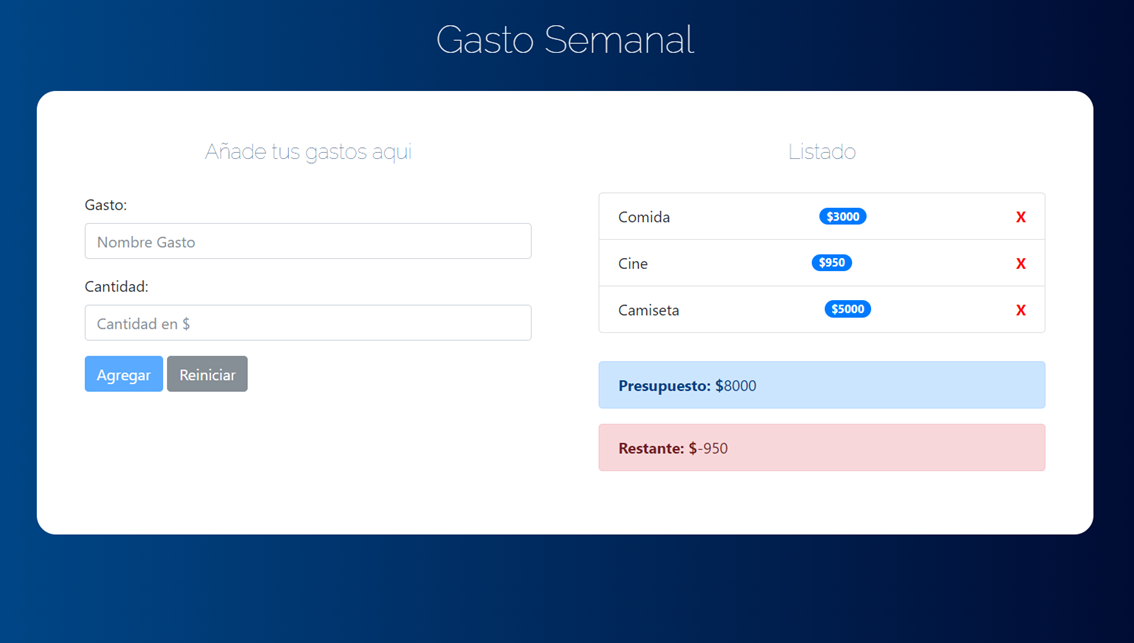 Gasto Semanal
Añade tus gastos aqui
Gasto:
Nombre Gasto
Cantidad:
Cantidad en $
Agregar Reiniciar
Listado
Comida $3000 X
Cine $950 X
Camiseta $5000 X
Presupuesto: $8000
Restante: $-950